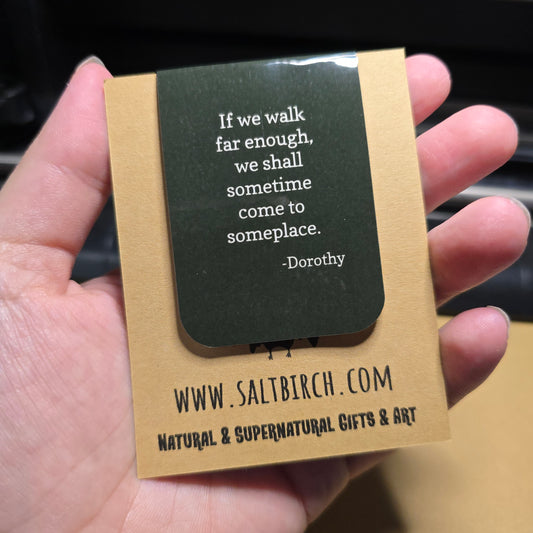 If we walk
far enough,
we shall
sometime
come to
someplace.
-Dorothy
WWW.SALTBIRCH.COM
NATURAL & SUPERNATURAL GIFTS & ART